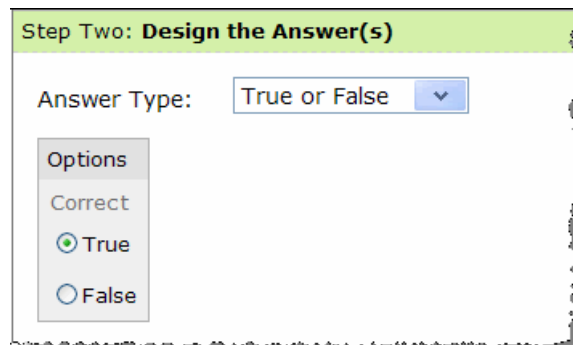 Step Two: Design the Answer(s)
Answer Type: True or False
Options
Correct
True
False